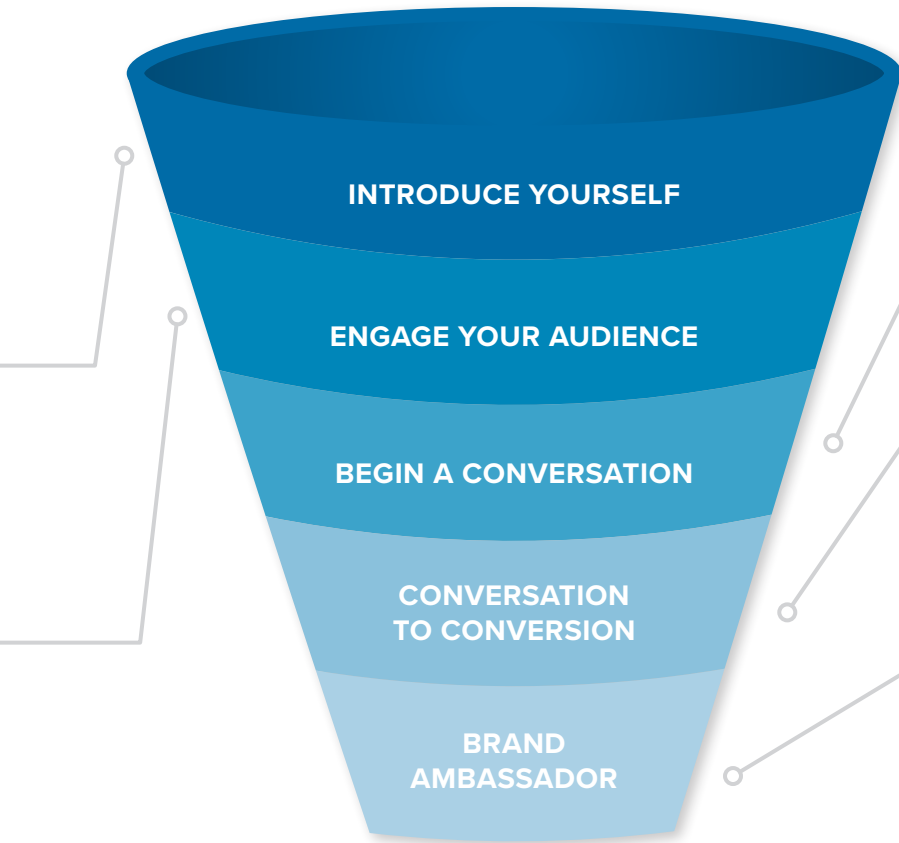 INTRODUCE YOURSELF
ENGAGE YOUR AUDIENCE
BEGIN A CONVERSATION
CONVERSATION
TO CONVERSION
BRAND
AMBASSADOR